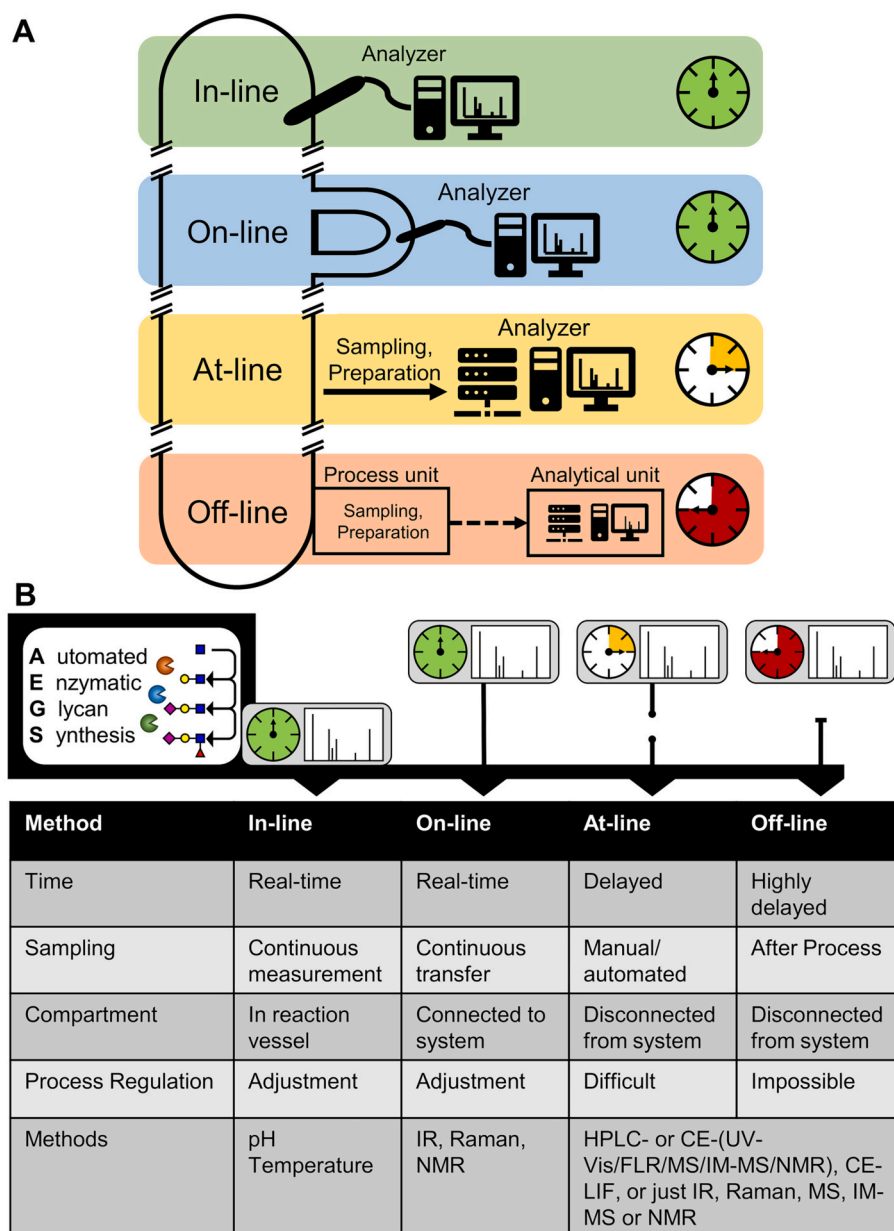 A
Analyzer
In-line
Analyzer
On-line
Analyzer
Sampling,
Preparation
At-line
Process unit
Analytical unit
Sampling,
Preparation
Off-line
B
A utomated
E nzymatic
G lycan
S ynthesis
Method In-line On-line At-line Off-line
Time Real-time Real-time Delayed Highly
delayed
Sampling Continuous Continuous Manual/ After Process
measurement transfer automated
Compartment In reaction Connected to Disconnected Disconnected
vessel system from system from system
Process Regulation Adjustment Adjustment Difficult Impossible
Methods pH IR, Raman, HPLC- or CE-(UV-
Temperature NMR Vis/FLR/MS/IM-MS/NMR), CE-
LIF, or just IR, Raman, MS, IM-
MS or NMR